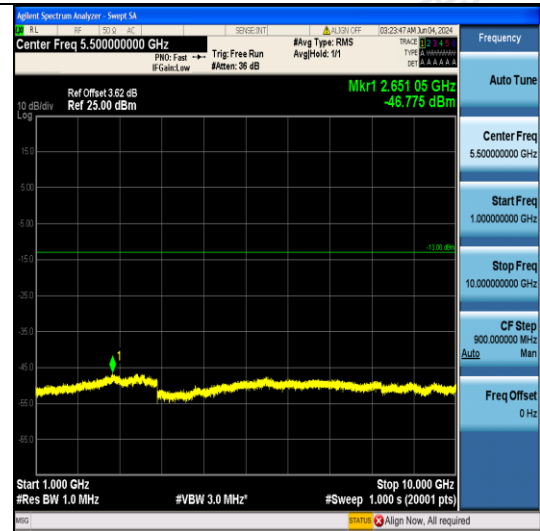 Agilent Spectrum Analyzer - Swept SA
RL RF 50 Ω AC SENSE:INT ALIGN OFF 03:23:47 AM Jun 04, 2024
Center Freq 5.500000000 GHz
PNO: Fast
IFGain:Low
Trig: Free Run
#Atten: 36 dB
#Avg Type: RMS
Avg|Hold: 1/1
TRACE 1 2 3 4 5 6
TYPE A WWWWW
DET A A A A A A
Ref Offset 3.62 dB
10 dB/div Ref 25.00 dBm
Log
Mkr1 2.651 05 GHz
-46.775 dBm
15.0
5.00
-5.00
-15.0
-25.0
-35.0
-45.0
-55.0
-65.0
-13.00 dBm
1
Start 1.000 GHz
Stop 10.000 GHz
#Res BW 1.0 MHz
#VBW 3.0 MHz*
#Sweep 1.000 s (20001 pts)
MSG
STATUS Align Now, All required
Frequency
Auto Tune
Center Freq
5.500000000 GHz
Start Freq
1.000000000 GHz
Stop Freq
10.000000000 GHz
CF Step
900.000000 MHz
Auto Man
Freq Offset
0 Hz